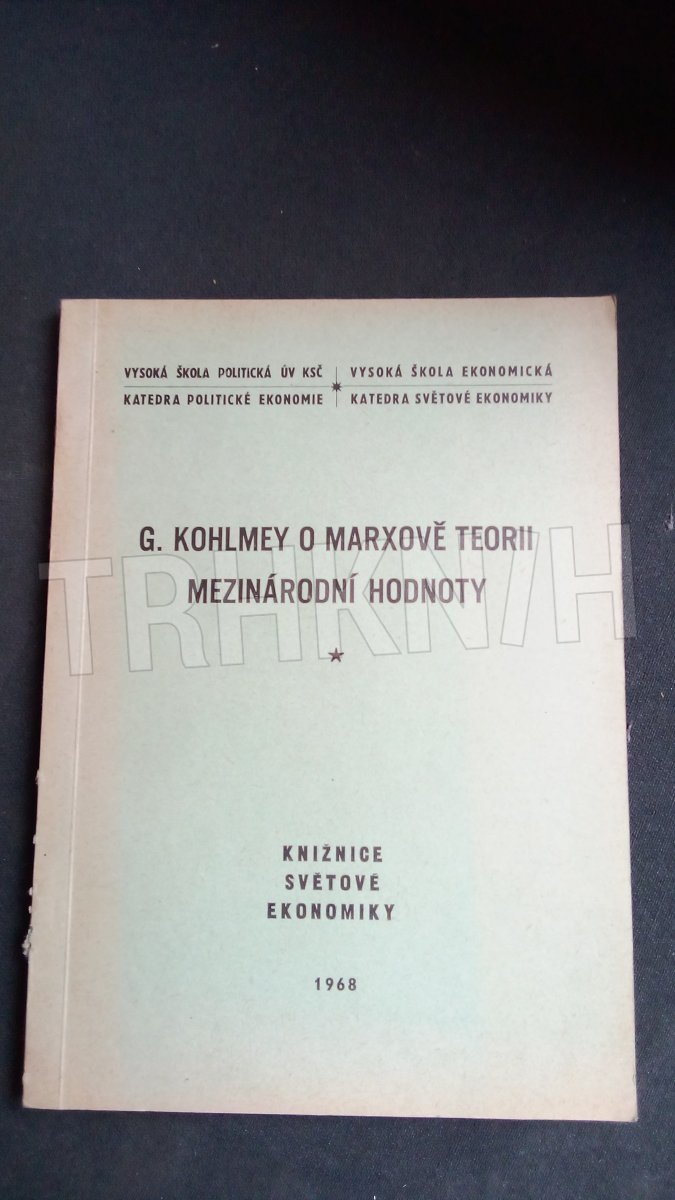 VYSOKÁ ŠKOLA POLITICKÁ ÚV KSČ
KATEDRA POLITICKÉ EKONOMIE
VYSOKÁ ŠKOLA EKONOMICKÁ
KATEDRA SVĚTOVÉ EKONOMIKY
G. KOHLMEY O MARXOVĚ TEORII
MEZINÁRODNÍ HODNOTY
TRHKNIH
KNIŽNICE
SVĚTOVÉ
EKONOMIKY
1968